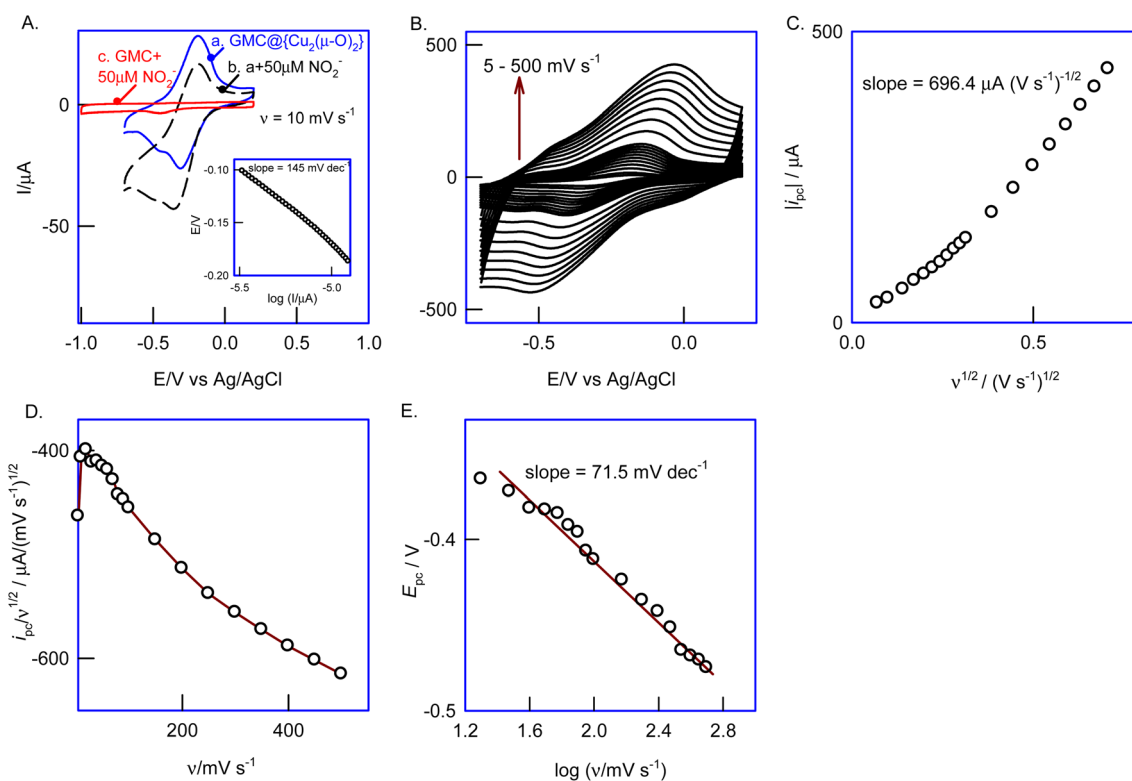 A.
a. GMC@{Cu₂(μ-O)₂}
c. GMC+
50μM NO₂⁻
b. a+50μM NO₂⁻
ν = 10 mV s⁻¹
0
-50
I/μA
-1.0 -0.5 0.0 0.5 1.0
E/V vs Ag/AgCl
slope = 145 mV dec⁻¹
-0.10
-0.15
-0.20
E/V
-5.5 -5.0
log (I/μA)
B.
5 - 500 mV s⁻¹
500
0
-500
-0.5 0.0
E/V vs Ag/AgCl
C.
slope = 696.4 μA (V s⁻¹)⁻¹/²
500
0
|i_pc| / μA
0.0 0.5
ν¹/² / (V s⁻¹)¹/²
D.
-400
-600
i_pc/ν¹/² / μA/(mV s⁻¹)¹/²
200 400
ν/mV s⁻¹
E.
slope = 71.5 mV dec⁻¹
-0.4
-0.5
E_pc / V
1.2 1.6 2.0 2.4 2.8
log (ν/mV s⁻¹)